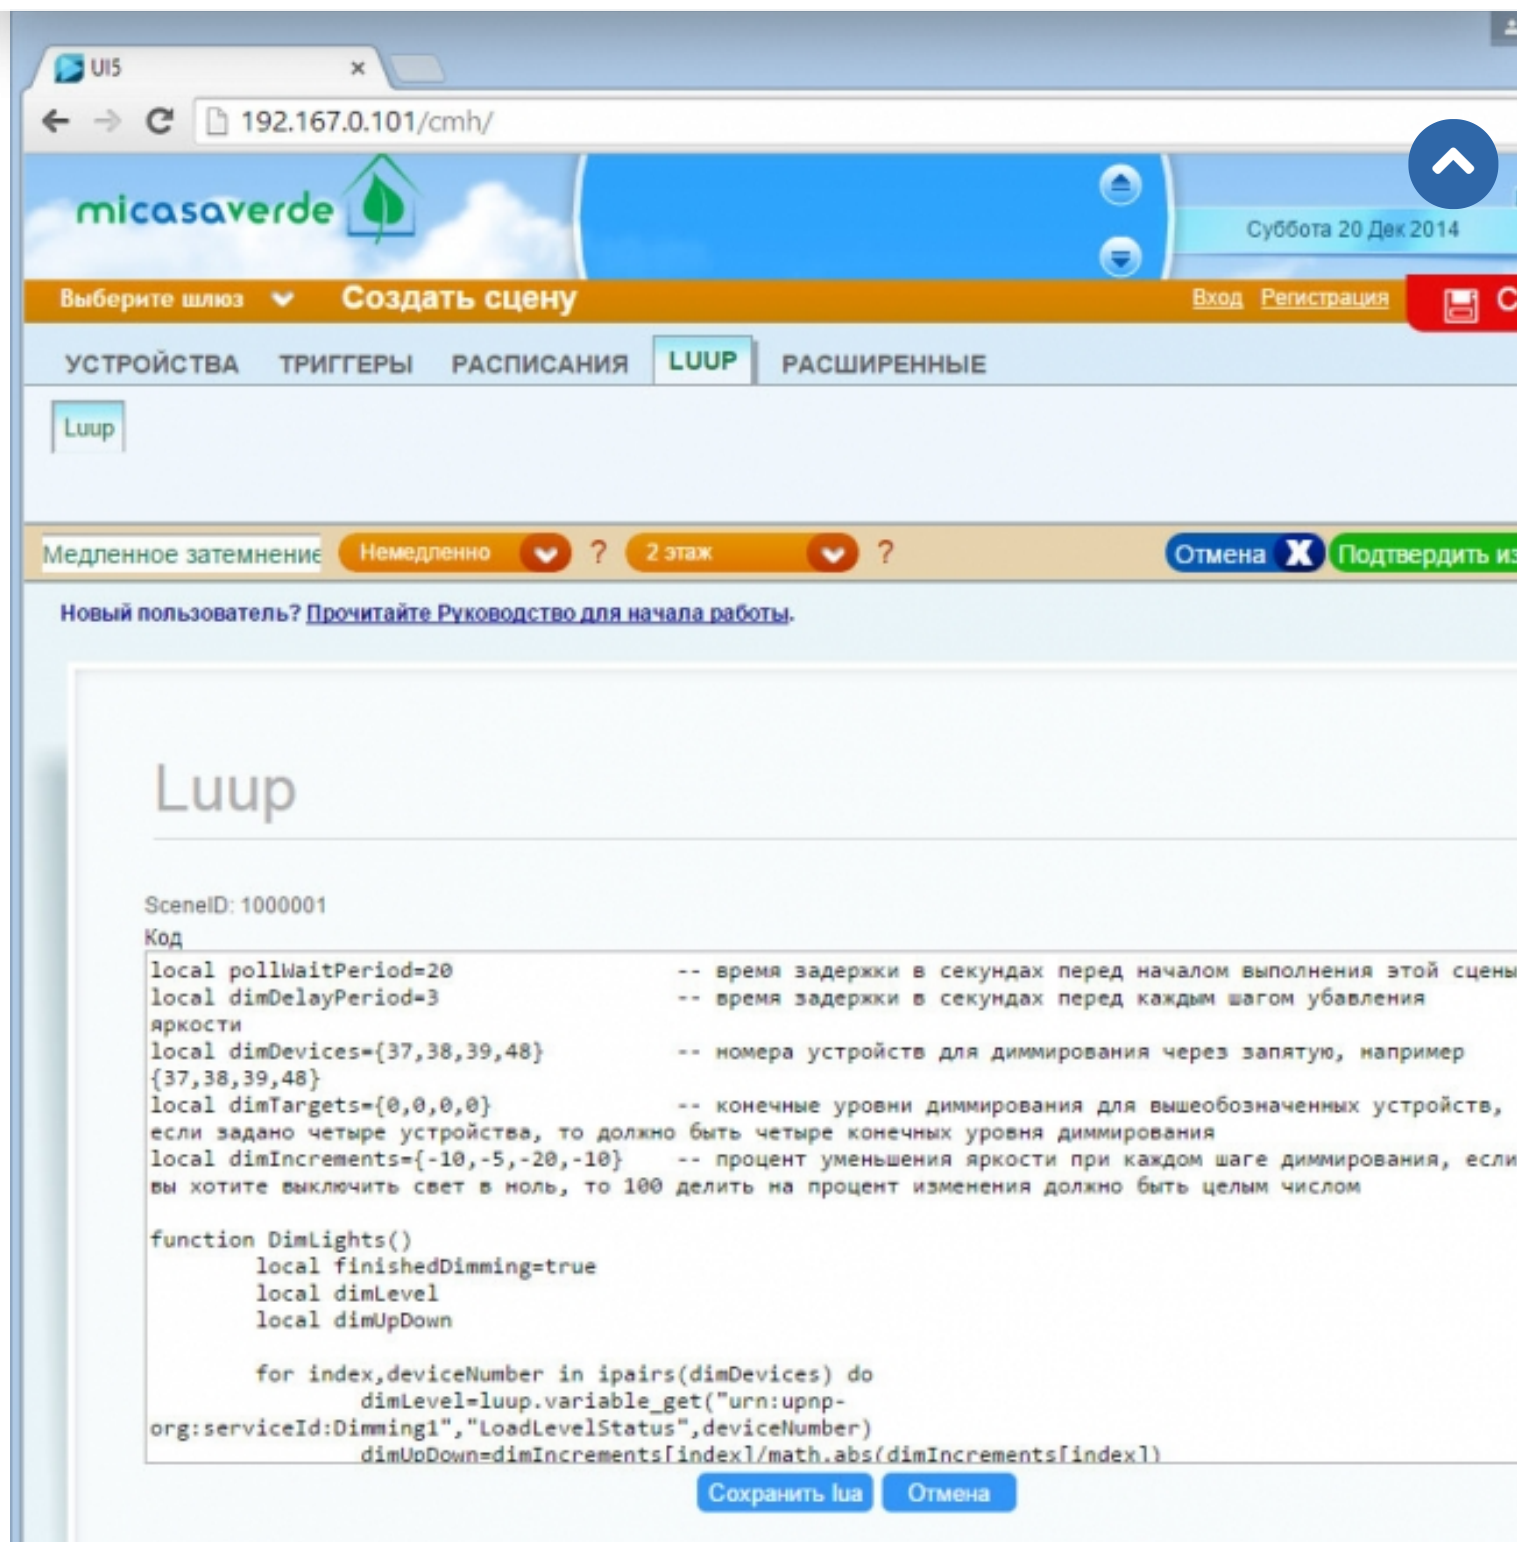 UI5
192.167.0.101/cmh/
micasaverde
Суббота 20 Дек 2014
Выберите шлюз Создать сцену Вход Регистрация С
УСТРОЙСТВА ТРИГГЕРЫ РАСПИСАНИЯ LUUP РАСШИРЕННЫЕ
Luup
Медленное затемнение Немедленно ? 2 этаж ? Отмена X Подтвердить из
Новый пользователь? Прочитайте Руководство для начала работы.
Luup
SceneID: 1000001
Код
local pollWaitPeriod=20 -- время задержки в секундах перед началом выполнения этой сцены
local dimDelayPeriod=3 -- время задержки в секундах перед каждым шагом убавления
яркости
local dimDevices={37,38,39,48} -- номера устройств для диммирования через запятую, например
{37,38,39,48}
local dimTargets={0,0,0,0} -- конечные уровни диммирования для вышеобозначенных устройств,
если задано четыре устройства, то должно быть четыре конечных уровня диммирования
local dimIncrements={-10,-5,-20,-10} -- процент уменьшения яркости при каждом шаге диммирования, если
вы хотите выключить свет в ноль, то 100 делить на процент изменения должно быть целым числом
function DimLights()
local finishedDimming=true
local dimLevel
local dimUpDown
for index,deviceNumber in ipairs(dimDevices) do
dimLevel=luup.variable_get("urn:upnp-
org:serviceId:Dimming1","LoadLevelStatus",deviceNumber)
dimUpDown=dimIncrements[index]/math.abs(dimIncrements[index])
Сохранить lua Отмена